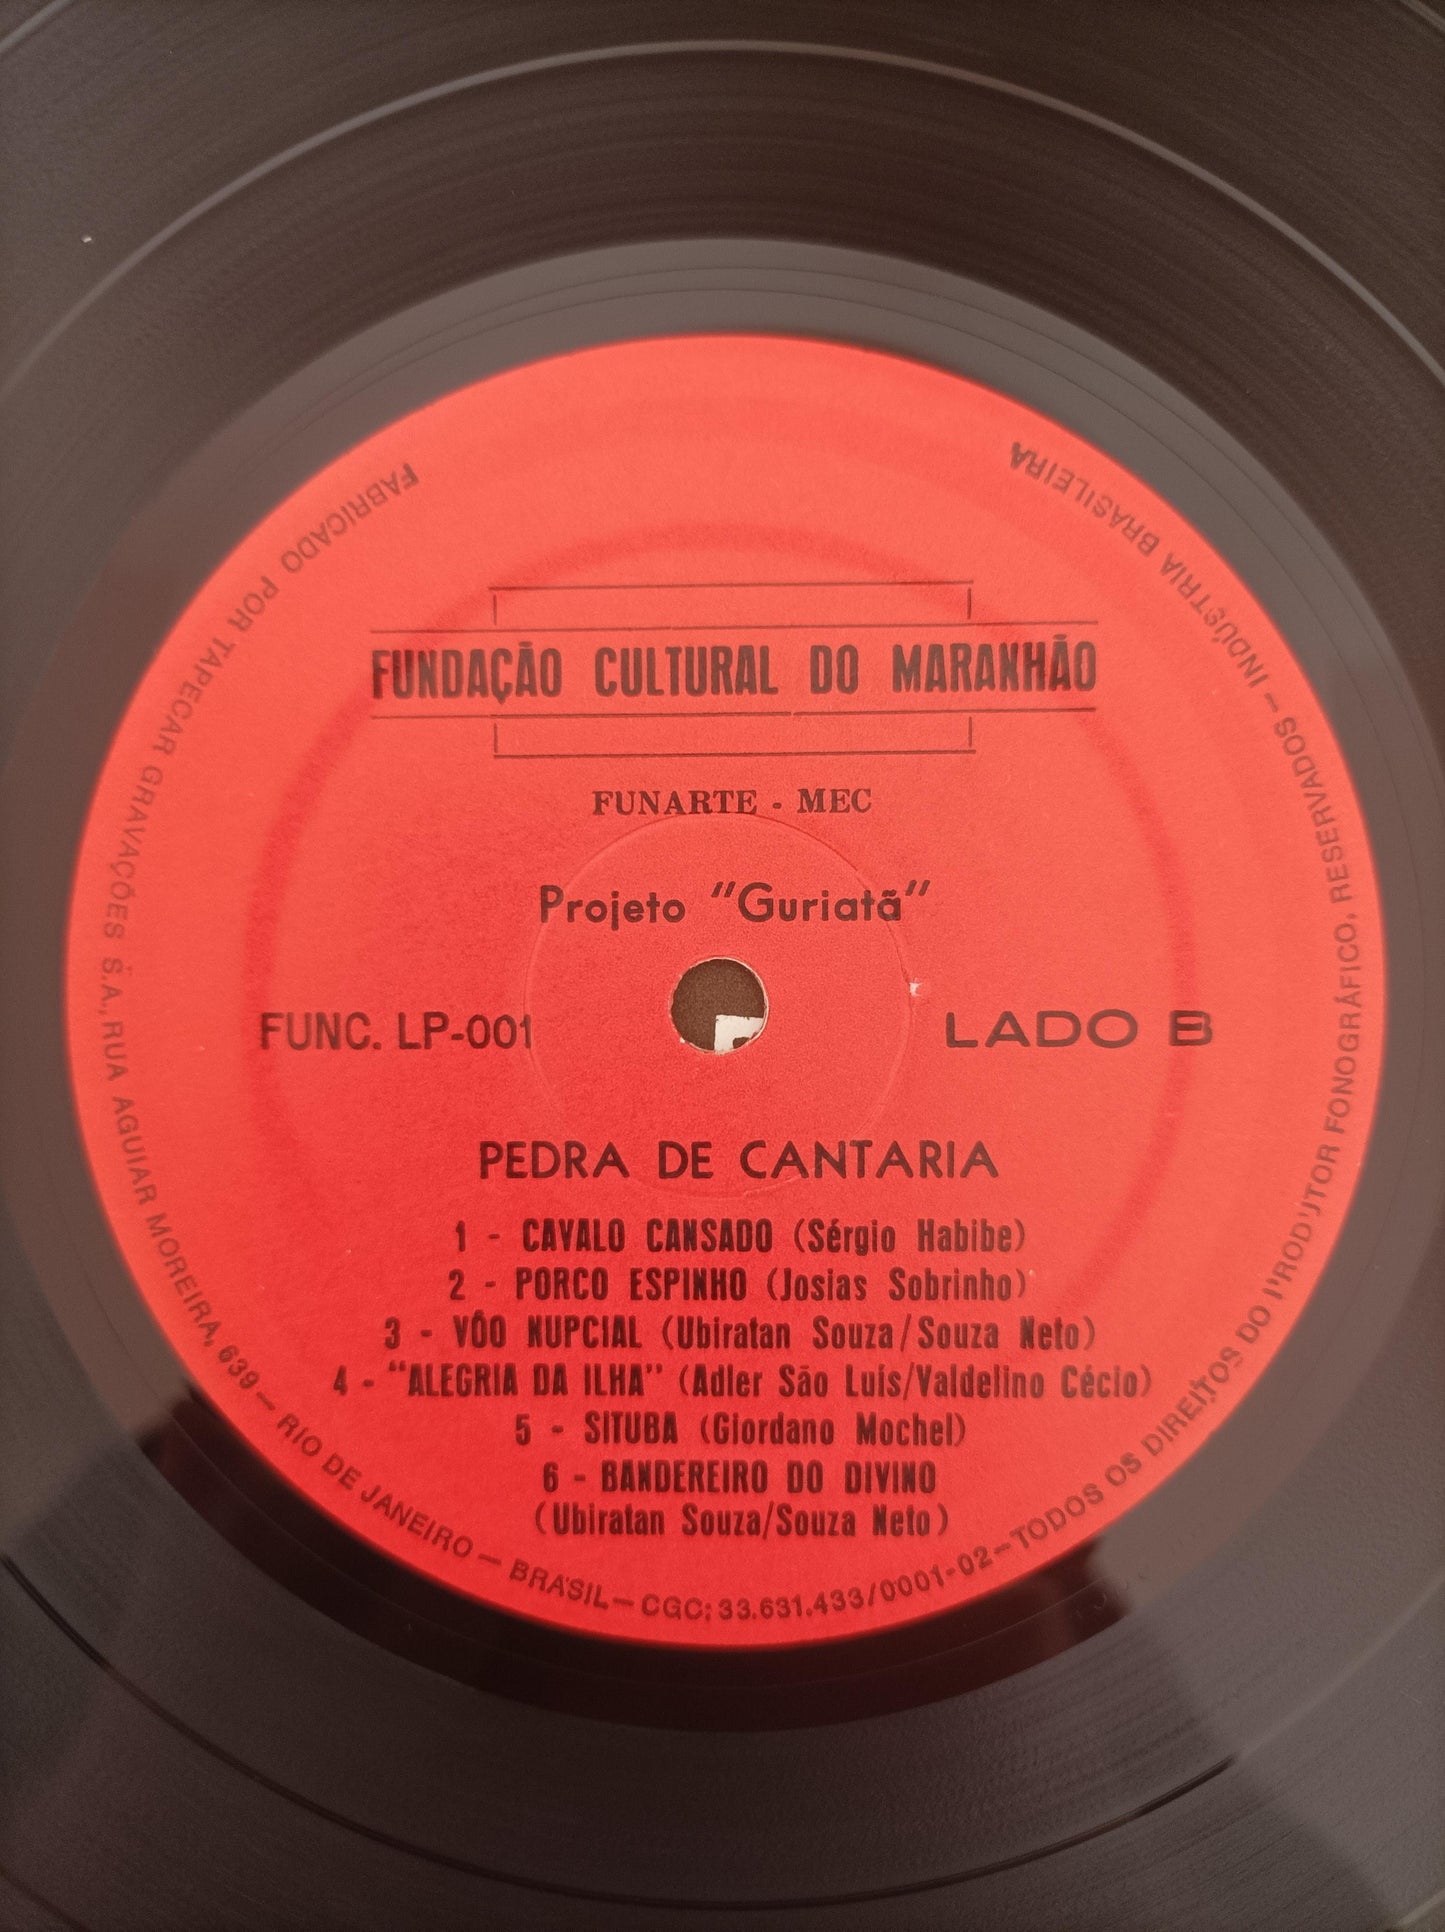 FUNDAÇÃO CULTURAL DO MARANHÃO
FUNARTE - MEC
Projeto "Guriatã"
FUNC. LP-001
LADO B
PEDRA DE CANTARIA
1 - CAVALO CANSADO (Sérgio Habibe)
2 - PORCO ESPINHO (Josias Sobrinho)
3 - VÔO NUPCIAL (Ubiratan Souza/Souza Neto)
4 - "ALEGRIA DA ILHA" (Adler São Luís/Valdelino Cécio)
5 - SITUBA (Giordano Mochel)
6 - BANDEREIRO DO DIVINO
(Ubiratan Souza/Souza Neto)
FABRICADO POR TAPECAR GRAVAÇÕES S.A., RUA AGUIAR MOREIRA, 639 — RIO DE JANEIRO — BRASIL — CGC: 33.631.433/0001-02 — TODOS OS DIREITOS DO PRODUTOR FONOGRÁFICO, RESERVADOS — INDÚSTRIA BRASILEIRA